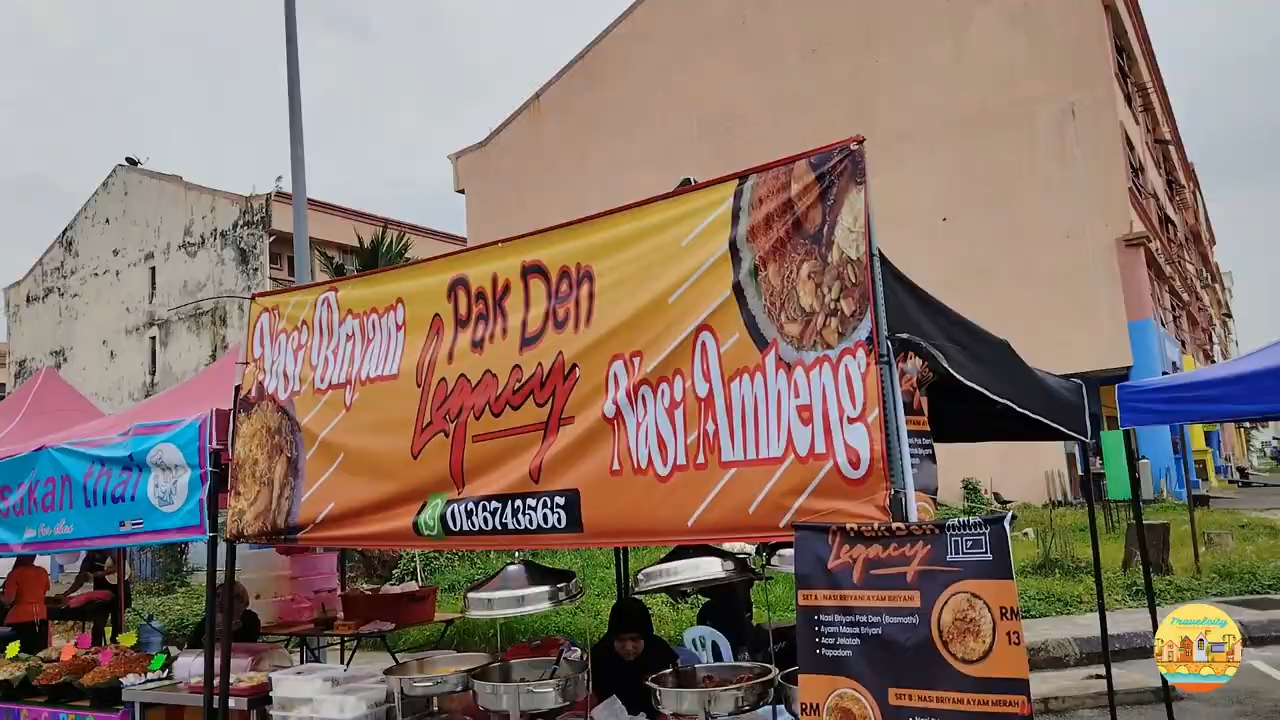 Nasi Briyani
Pak Den
Legacy
Nasi Ambeng
0136743565
sakan thai
Pak Den
Legacy
SET A : NASI BRIYANI AYAM BRIYANI
• Nasi Briyani Pak Den (Basmathi)
• Ayam Masak Briyani
• Acar Jelatah
• Papadom
RM
13
SET B : NASI BRIYANI AYAM MERAH
RM
Travelcity